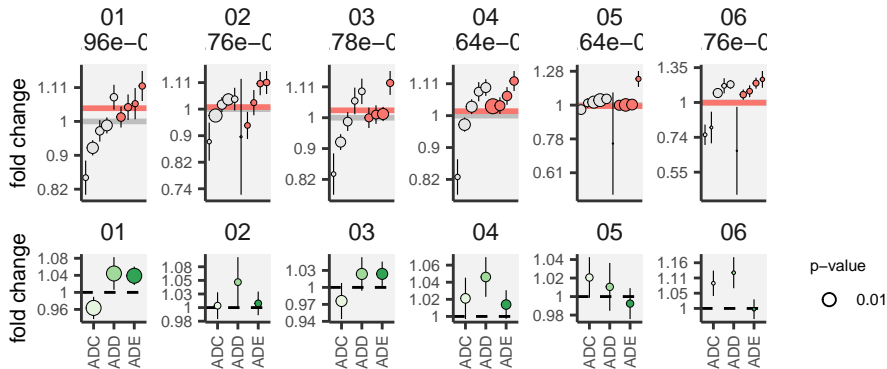 01 02 03 04 05 06
.96e−0 .76e−0 .78e−0 .64e−0 .64e−0 .76e−0
fold change
1.11 1 0.9 0.82
1.11 1 0.9 0.82 0.74
1.11 1 0.9 0.82
1.11 1 0.9 0.82
1.28 1 0.78 0.61
1.35 1 0.74 0.55
01 02 03 04 05 06
fold change
1.08 1.04 1 0.96
1.08 1.05 1.03 1 0.98
1.03 1 0.97 0.94
1.06 1.04 1.02 1
1.04 1.02 1 0.98
1.16 1.11 1.05 1
ADC ADD ADE ADC ADD ADE ADC ADD ADE ADC ADD ADE ADC ADD ADE ADC ADD ADE
p−value
0.01